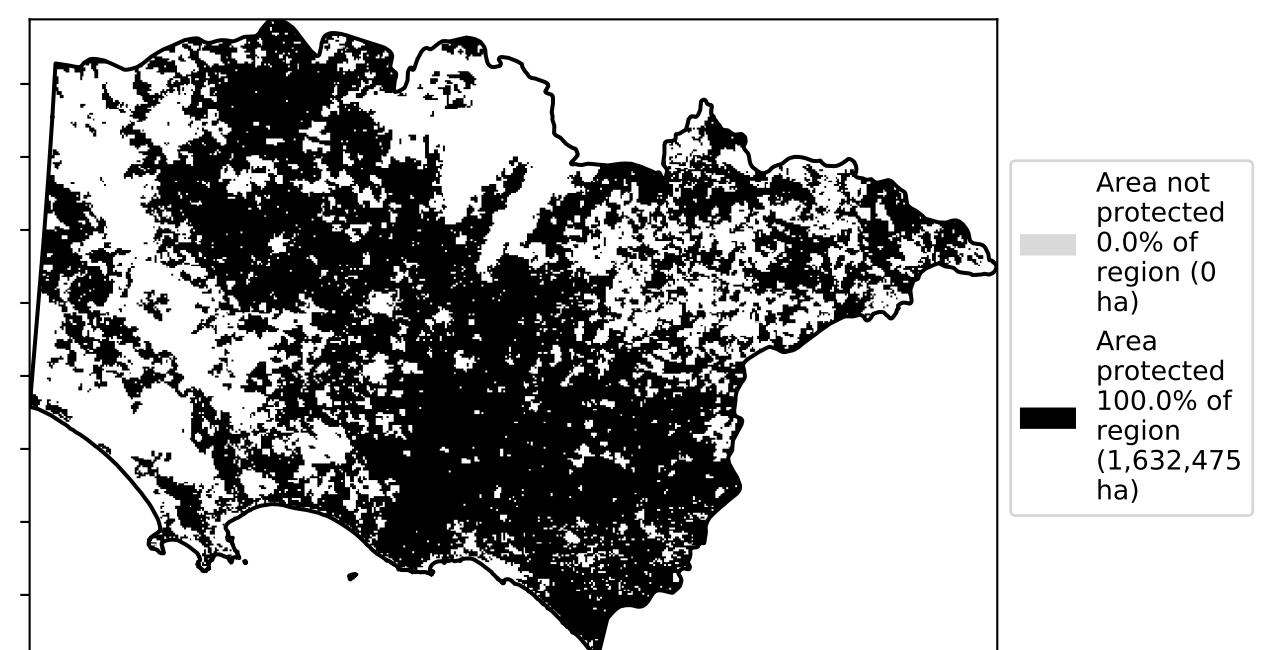 Area not
protected
0.0% of
region (0
ha)
Area
protected
100.0% of
region
(1,632,475
ha)